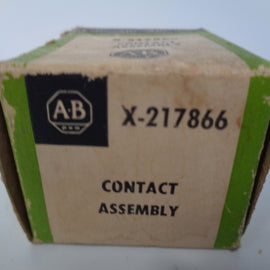 A-B
X-217866
CONTACT
ASSEMBLY